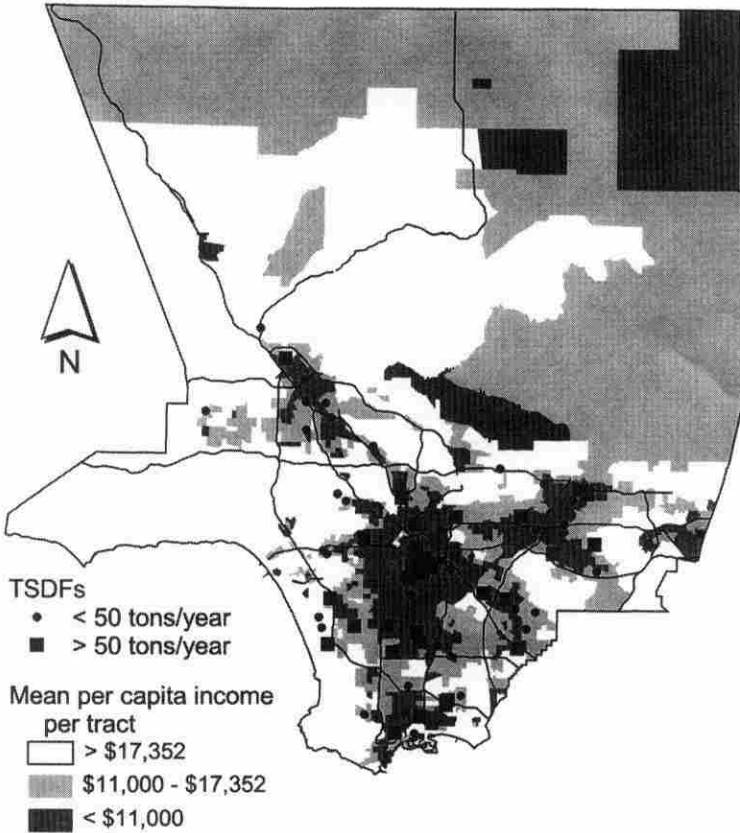 N
TSDFs
< 50 tons/year
> 50 tons/year
Mean per capita income
per tract
> $17,352
$11,000 - $17,352
< $11,000